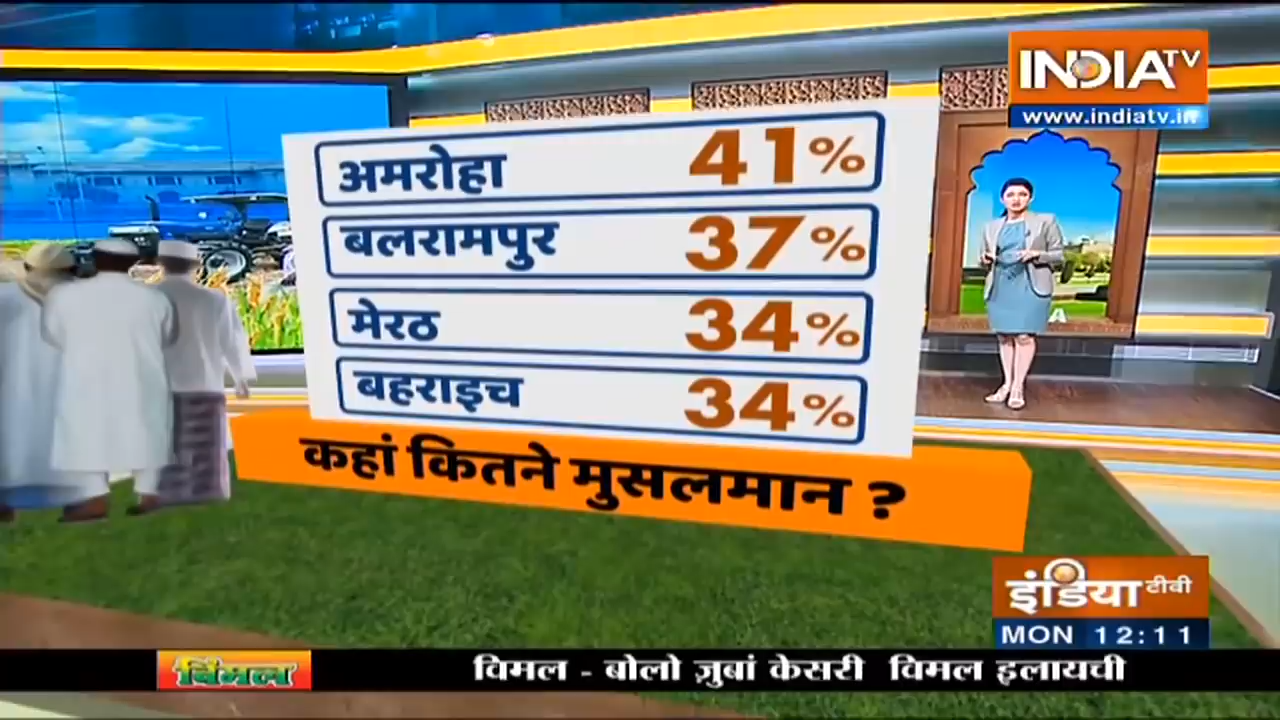 INDIA TV
www.indiatv.in
अमरोहा 41%
बलरामपुर 37%
मेरठ 34%
बहराइच 34%
कहां कितने मुसलमान ?
A
इंडिया टीवी
MON 12:11
विमल
विमल - बोलो ज़ुबां केसरी विमल इलायची